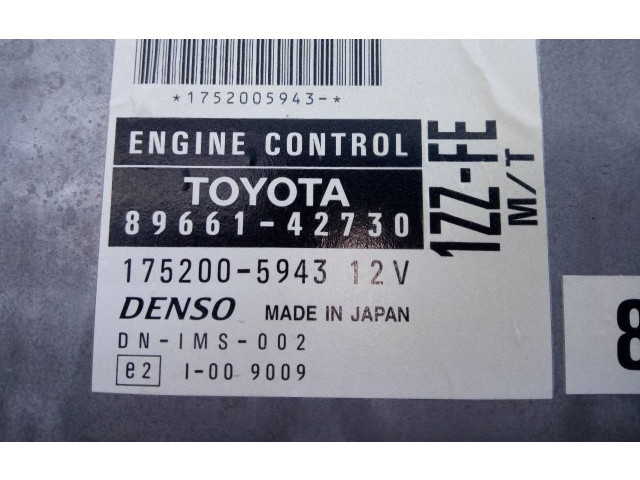 *1752005943-*
ENGINE CONTROL
TOYOTA
89661-42730
175200-5943 12V
DENSO MADE IN JAPAN
DN-IMS-002
e2 I-00 9009
1ZZ-FE
M/T
8